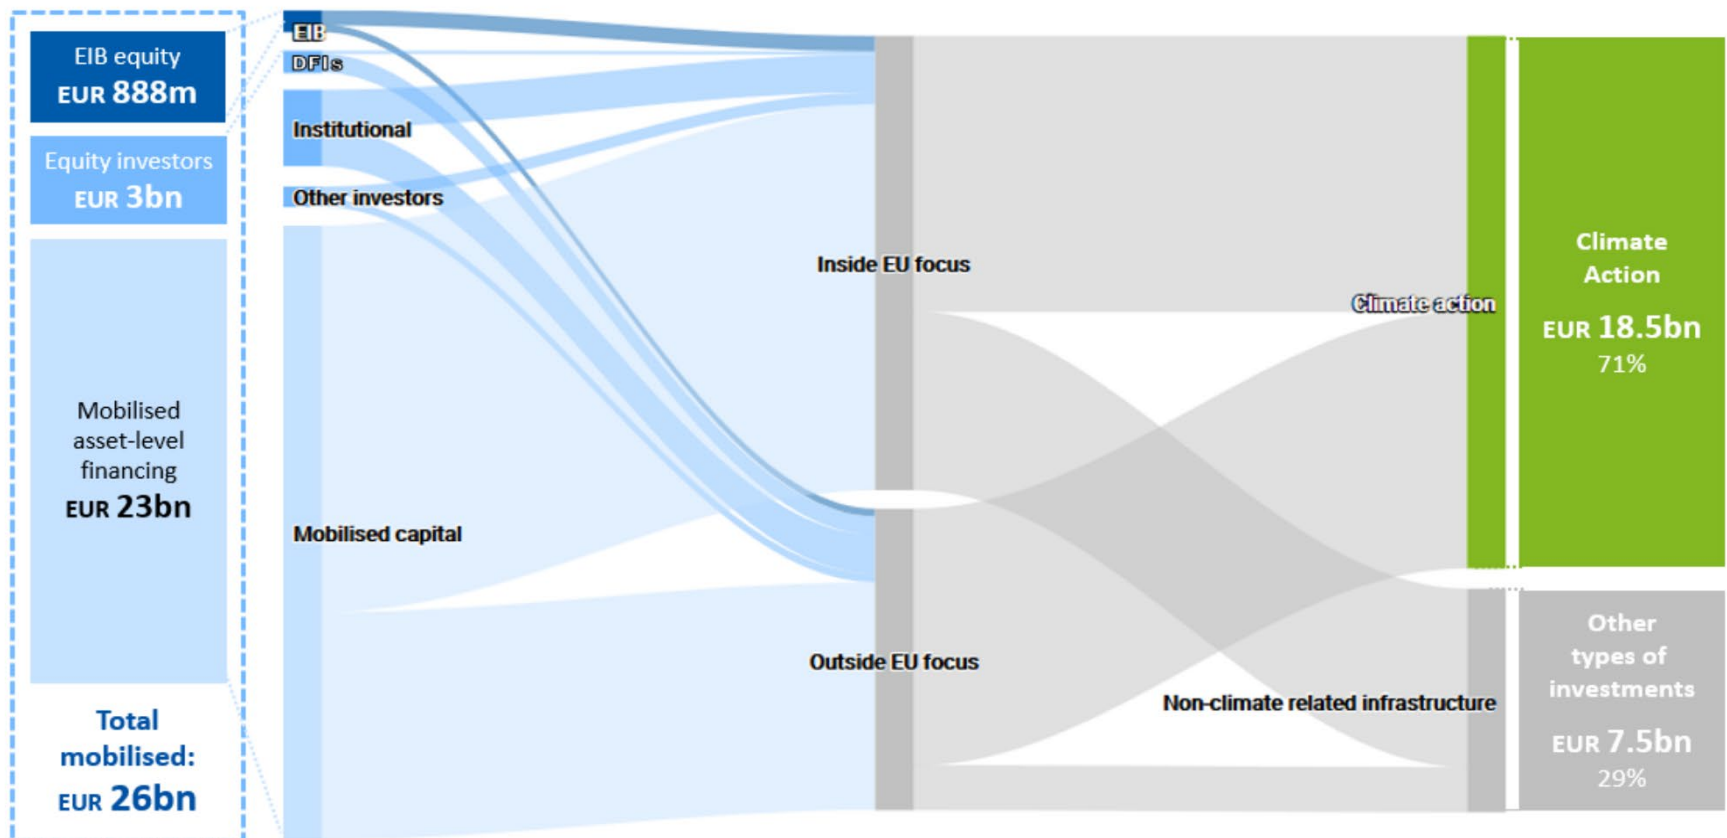 EIB equity
EUR 888m
Equity investors
EUR 3bn
Mobilised
asset-level
financing
EUR 23bn
Total
mobilised:
EUR 26bn
EIB
DFIs
Institutional
Other investors
Mobilised capital
Inside EU focus
Outside EU focus
Climate action
Non-climate related infrastructure
Climate
Action
EUR 18.5bn
71%
Other
types of
investments
EUR 7.5bn
29%